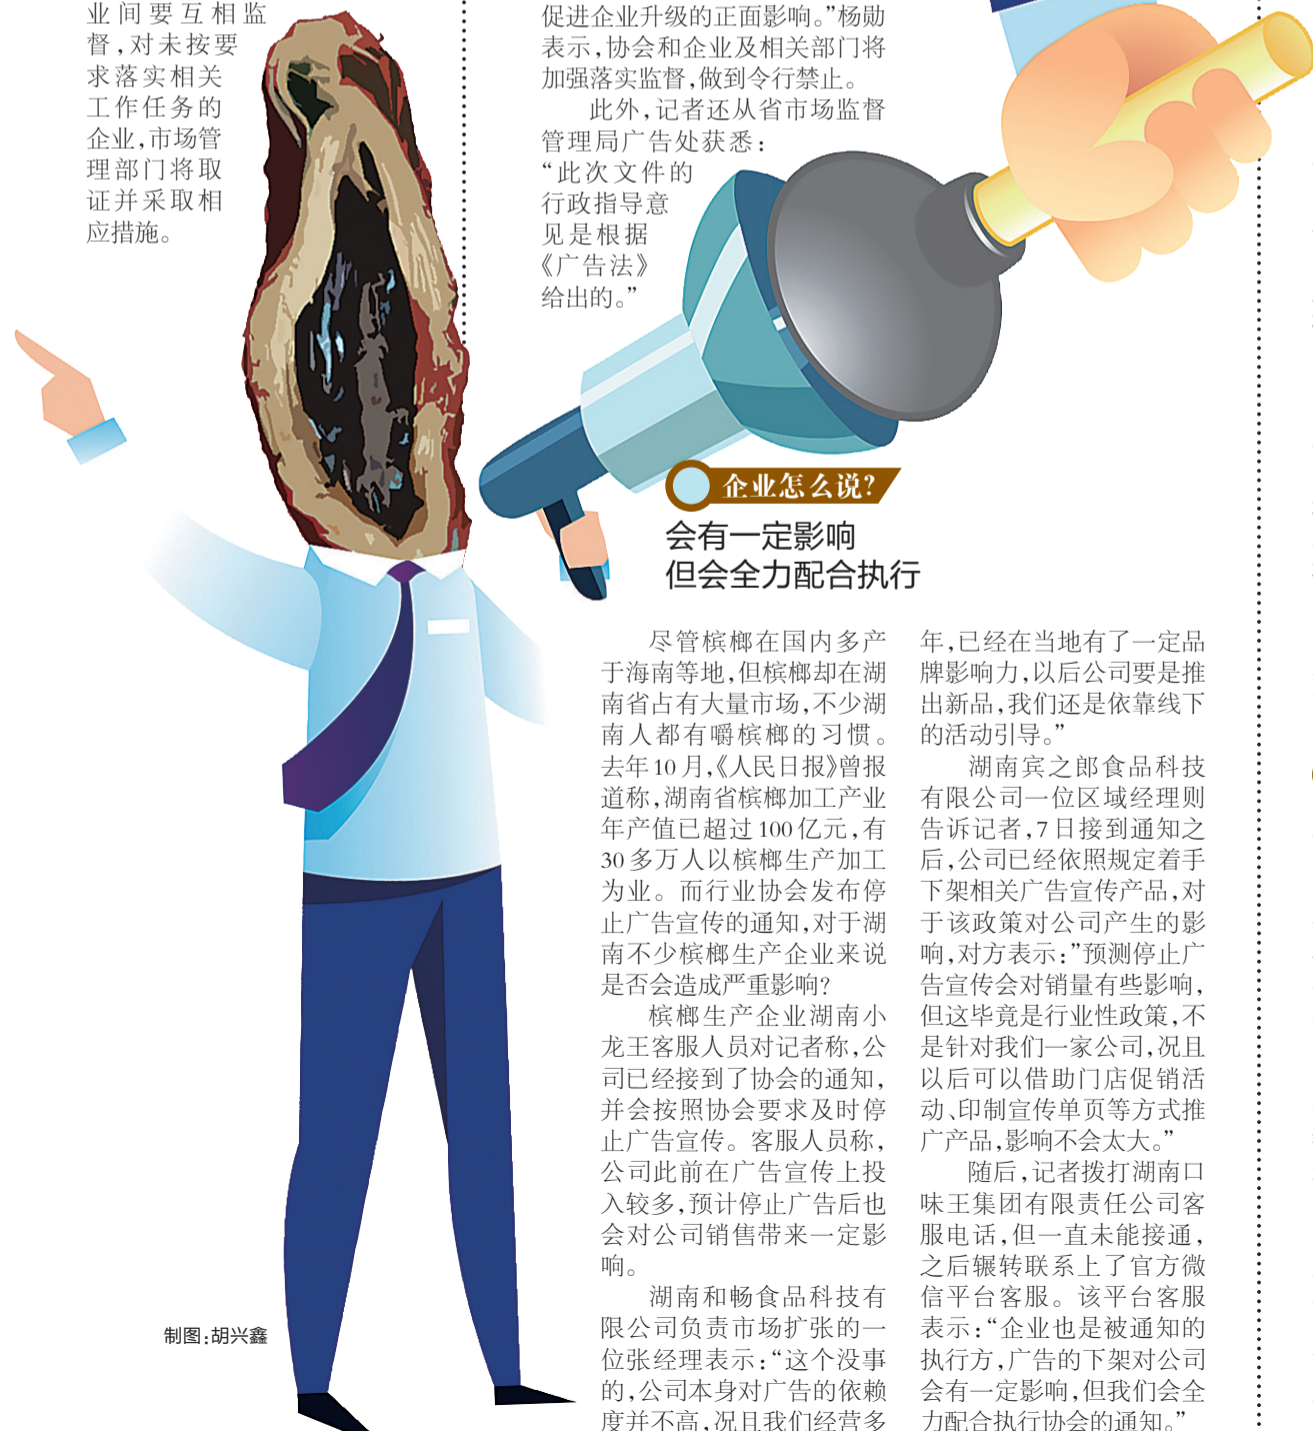 业间要互相监
督，对未按要
求落实相关
工作任务的
企业，市场管
理部门将取
证并采取相
应措施。
促进企业升级的正面影响。”杨勋
表示，协会和企业及相关部门将
加强落实监督，做到令行禁止。
此外，记者还从省市场监督
管理局广告处获悉：
“此次文件的
行政指导意
见是根据
《广告法》
给出的。”
企业怎么说？
会有一定影响
但会全力配合执行
尽管槟榔在国内多产
于海南等地，但槟榔却在湖
南省占有大量市场，不少湖
南人都有嚼槟榔的习惯。
去年10月，《人民日报》曾报
道称，湖南省槟榔加工产业
年产值已超过100亿元，有
30多万人以槟榔生产加工
为业。而行业协会发布停
止广告宣传的通知，对于湖
南不少槟榔生产企业来说
是否会造成严重影响？
槟榔生产企业湖南小
龙王客服人员对记者称，公
司已经接到了协会的通知，
并会按照协会要求及时停
止广告宣传。客服人员称，
公司此前在广告宣传上投
入较多，预计停止广告后也
会对公司销售带来一定影
响。
湖南和畅食品科技有
限公司负责市场扩张的一
位张经理表示：“这个没事
的，公司本身对广告的依赖
度并不高，况且我们经营多
年，已经在当地有了一定品
牌影响力，以后公司要是推
出新品，我们还是依靠线下
的活动引导。”
湖南宾之郎食品科技
有限公司一位区域经理则
告诉记者，7日接到通知之
后，公司已经依照规定着手
下架相关广告宣传产品，对
于该政策对公司产生的影
响，对方表示：”预测停止广
告宣传会对销量有些影响，
但这毕竟是行业性政策，不
是针对我们一家公司，况且
以后可以借助门店促销活
动、印制宣传单页等方式推
广产品，影响不会太大。”
随后，记者拨打湖南口
味王集团有限责任公司客
服电话，但一直未能接通，
之后辗转联系上了官方微
信平台客服。该平台客服
表示：“企业也是被通知的
执行方，广告的下架对公司
会有一定影响，但我们会全
力配合执行协会的通知。”
制图：胡兴鑫